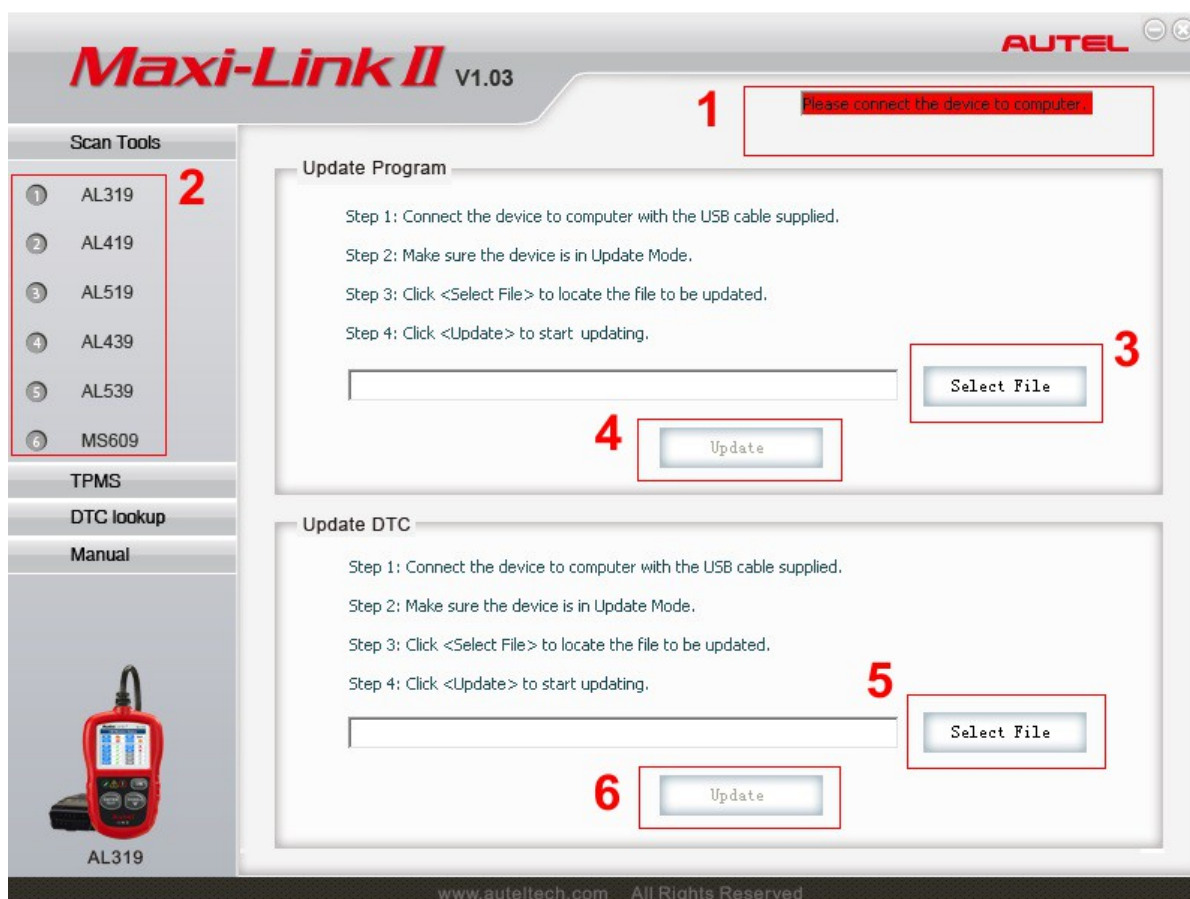 Maxi-Link II V1.03
AUTEL
1
Please connect the device to computer.
Scan Tools
2
1 AL319
2 AL419
3 AL519
4 AL439
5 AL539
6 MS609
TPMS
DTC lookup
Manual
AL319
Update Program
Step 1: Connect the device to computer with the USB cable supplied.
Step 2: Make sure the device is in Update Mode.
Step 3: Click <Select File> to locate the file to be updated.
Step 4: Click <Update> to start updating.
3
Select File
4
Update
Update DTC
Step 1: Connect the device to computer with the USB cable supplied.
Step 2: Make sure the device is in Update Mode.
Step 3: Click <Select File> to locate the file to be updated.
Step 4: Click <Update> to start updating.
5
Select File
6
Update
www.auteltech.com All Rights Reserved